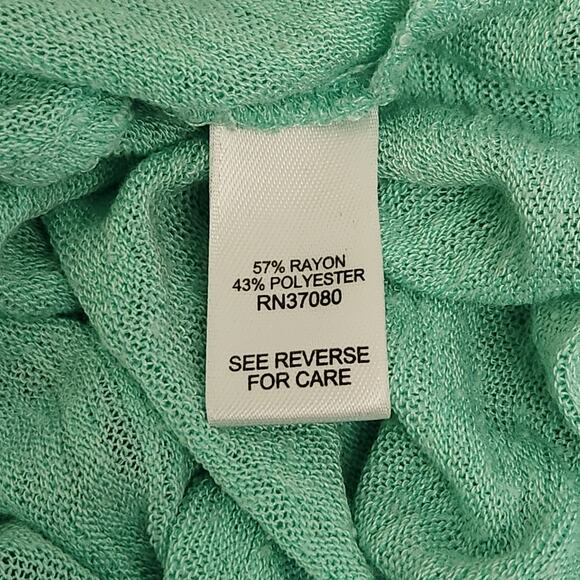 57% RAYON
43% POLYESTER
RN37080
SEE REVERSE
FOR CARE